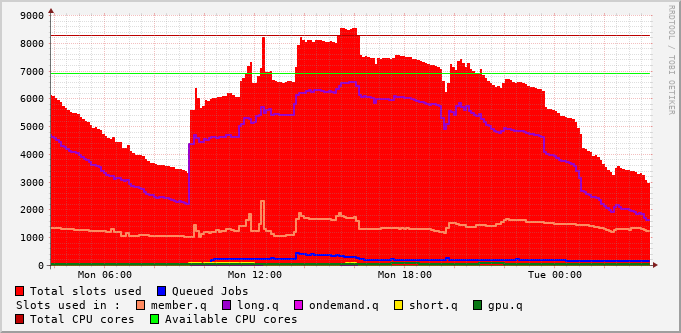 9000
8000
7000
6000
5000
4000
3000
2000
1000
0
Mon 06:00 Mon 12:00 Mon 18:00 Tue 00:00
RRDTOOL / TOBI OETIKER
Total slots used Queued Jobs
Slots used in : member.q long.q ondemand.q short.q gpu.q
Total CPU cores Available CPU cores